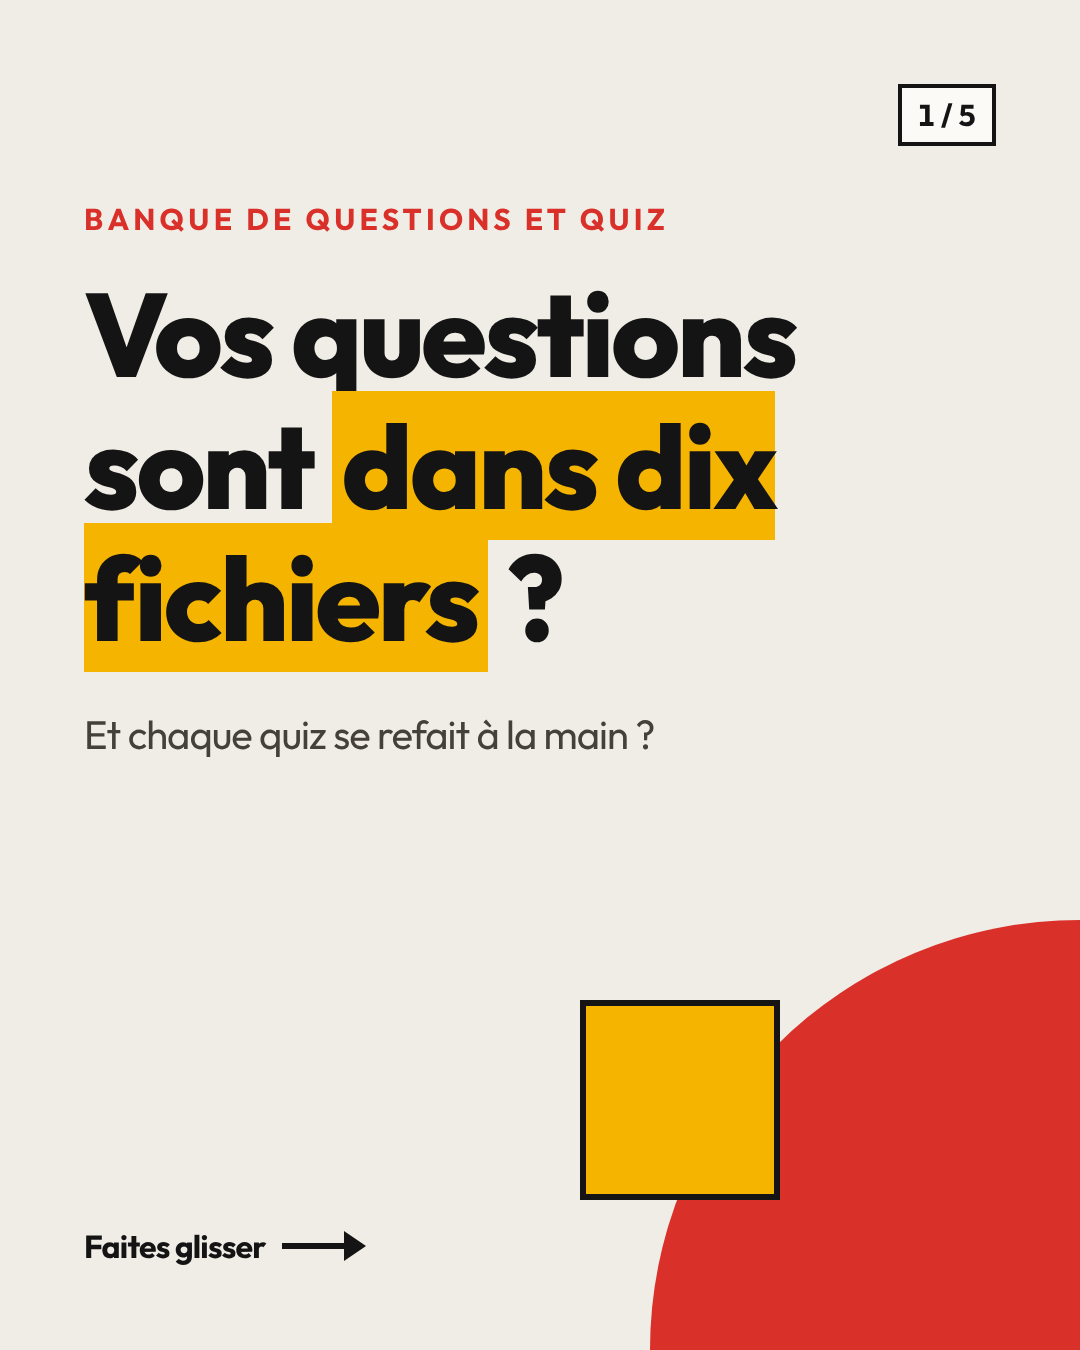 1 / 5
BANQUE DE QUESTIONS ET QUIZ
Vos questions
sont dans dix
fichiers ?
Et chaque quiz se refait à la main ?
Faites glisser